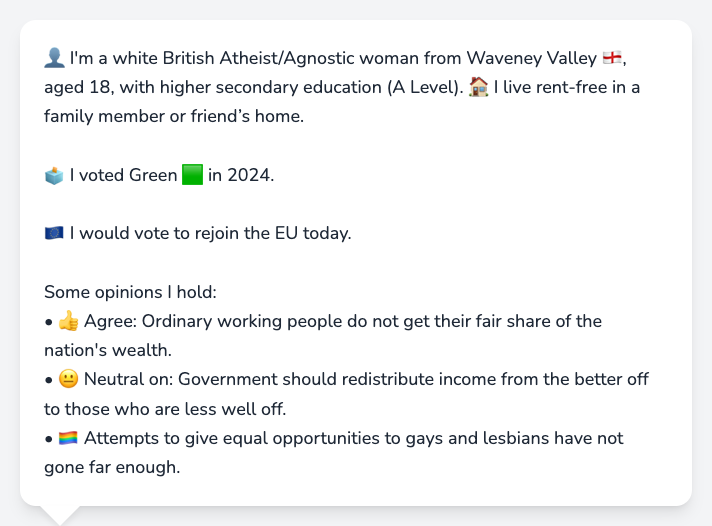 👤 I'm a white British Atheist/Agnostic woman from Waveney Valley 🏴󠁧󠁢󠁥󠁮󠁧󠁿,
aged 18, with higher secondary education (A Level). 🏠 I live rent-free in a
family member or friend’s home.
🗳️ I voted Green 🟩 in 2024.
🇪🇺 I would vote to rejoin the EU today.
Some opinions I hold:
• 👍 Agree: Ordinary working people do not get their fair share of the
nation's wealth.
• 😐 Neutral on: Government should redistribute income from the better off
to those who are less well off.
• 🏳️‍🌈 Attempts to give equal opportunities to gays and lesbians have not
gone far enough.